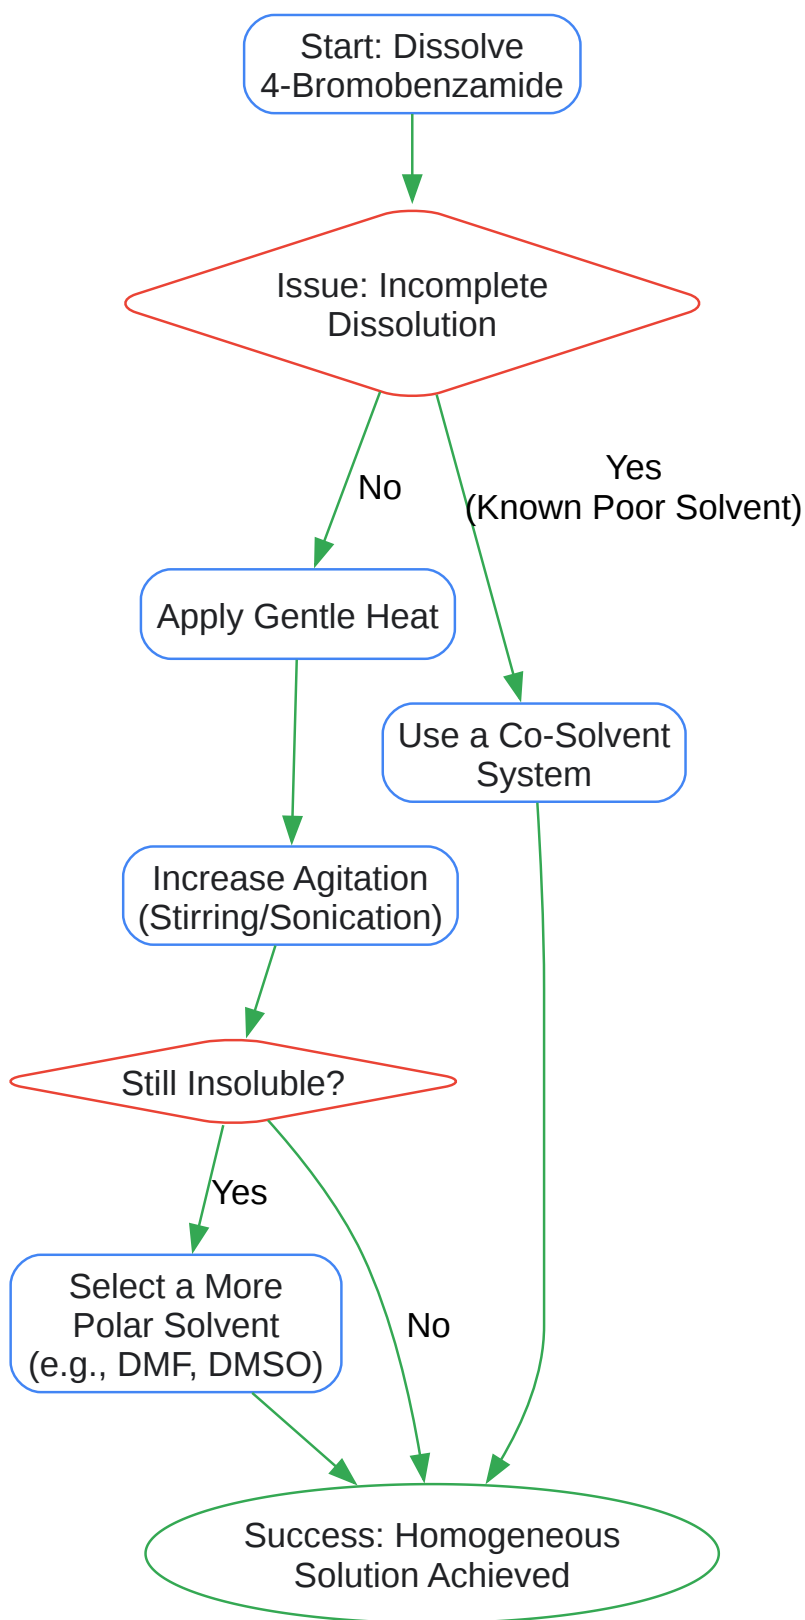 Start: Dissolve
4-Bromobenzamide
Issue: Incomplete
Dissolution
No
Yes
(Known Poor Solvent)
Apply Gentle Heat
Use a Co-Solvent
System
Increase Agitation
(Stirring/Sonication)
Still Insoluble?
Yes
Select a More
Polar Solvent
(e.g., DMF, DMSO)
No
Success: Homogeneous
Solution Achieved